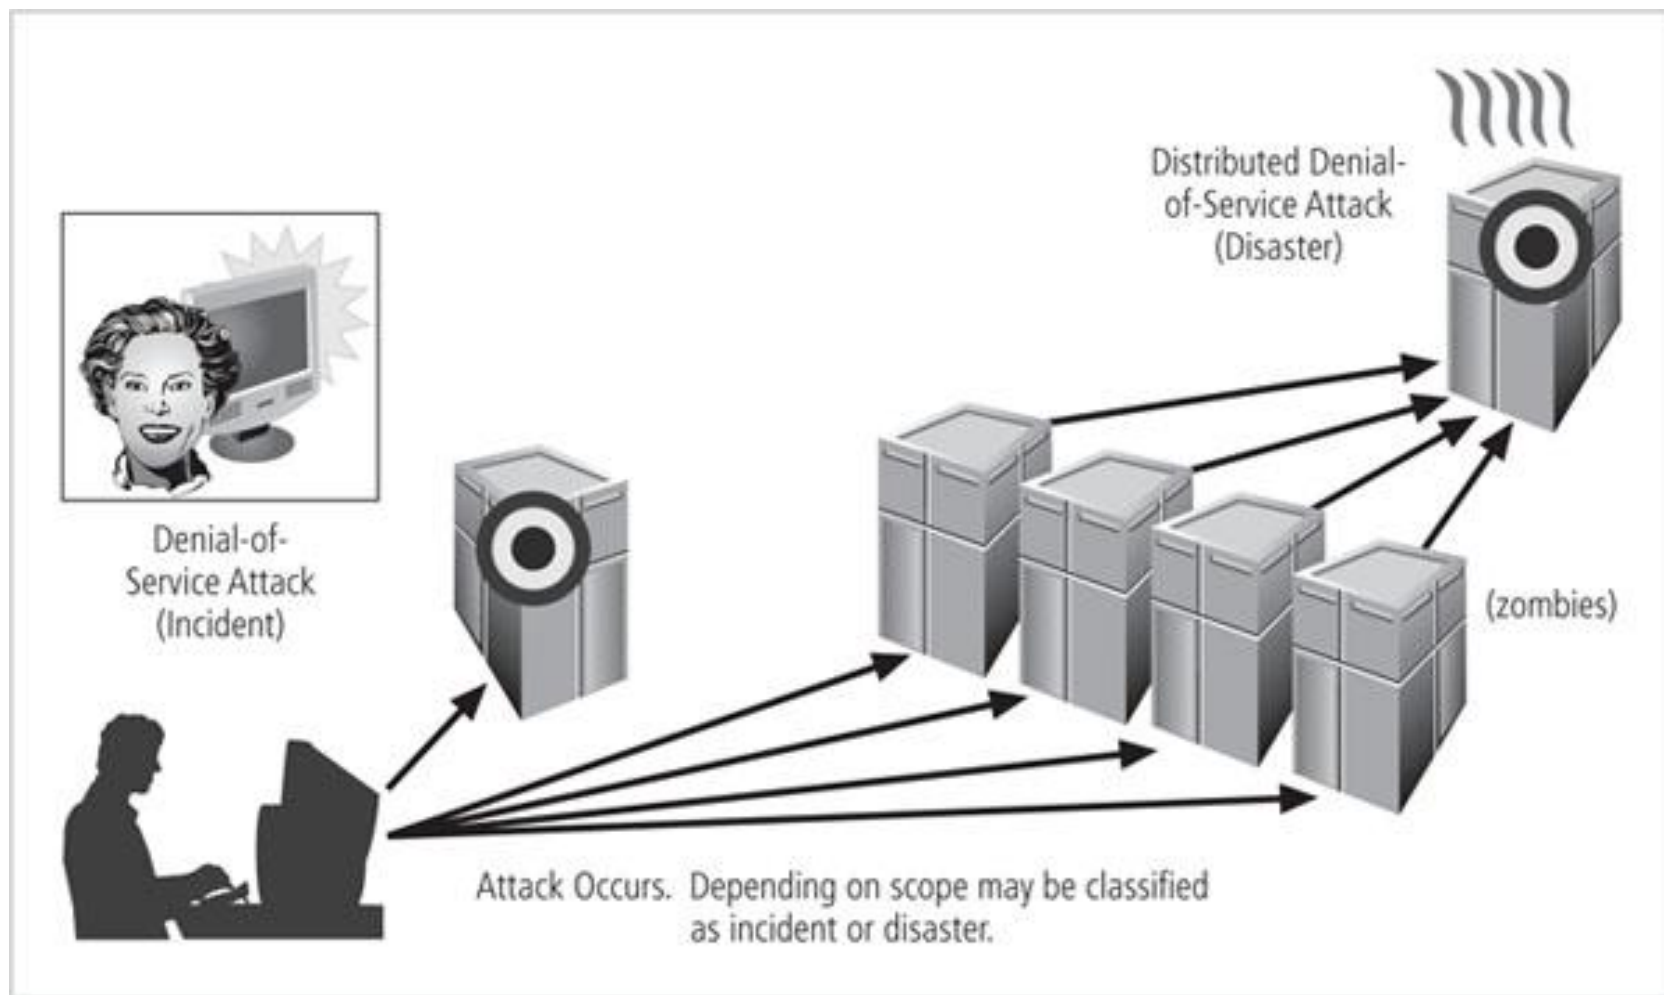 Distributed Denial-
of-Service Attack
(Disaster)
Denial-of-
Service Attack
(Incident)
(zombies)
Attack Occurs. Depending on scope may be classified
as incident or disaster.